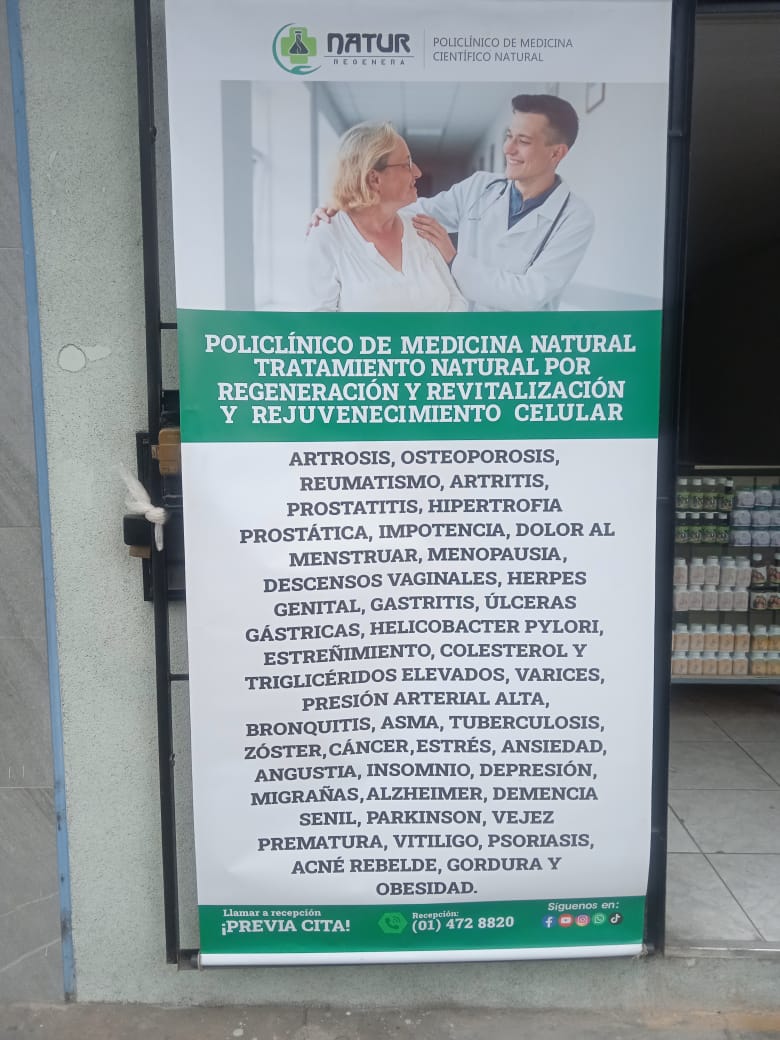 NATUR
REGENERA
POLICLÍNICO DE MEDICINA
CIENTÍFICO NATURAL
POLICLÍNICO DE MEDICINA NATURAL
TRATAMIENTO NATURAL POR
REGENERACIÓN Y REVITALIZACIÓN
Y REJUVENECIMIENTO CELULAR
ARTROSIS, OSTEOPOROSIS,
REUMATISMO, ARTRITIS,
PROSTATITIS, HIPERTROFIA
PROSTÁTICA, IMPOTENCIA, DOLOR AL
MENSTRUAR, MENOPAUSIA,
DESCENSOS VAGINALES, HERPES
GENITAL, GASTRITIS, ÚLCERAS
GÁSTRICAS, HELICOBACTER PYLORI,
ESTREÑIMIENTO, COLESTEROL Y
TRIGLICÉRIDOS ELEVADOS, VARICES,
PRESIÓN ARTERIAL ALTA,
BRONQUITIS, ASMA, TUBERCULOSIS,
ZÓSTER, CÁNCER, ESTRÉS, ANSIEDAD,
ANGUSTIA, INSOMNIO, DEPRESIÓN,
MIGRAÑAS, ALZHEIMER, DEMENCIA
SENIL, PARKINSON, VEJEZ
PREMATURA, VITILIGO, PSORIASIS,
ACNÉ REBELDE, GORDURA Y
OBESIDAD.
Llamar a recepción
¡PREVIA CITA!
Recepción:
(01) 472 8820
Síguenos en: